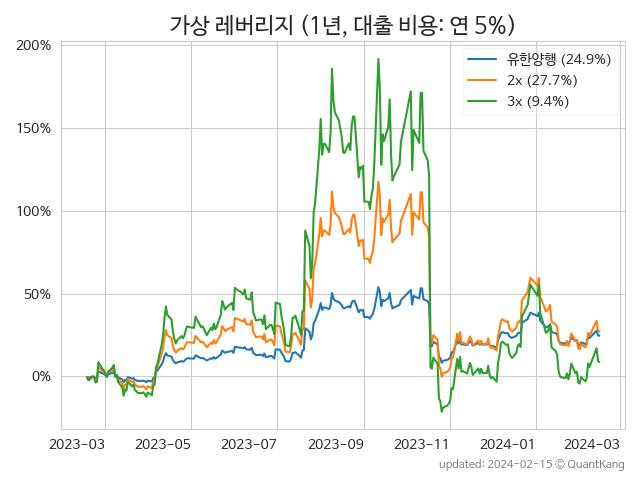 가상 레버리지 (1년, 대출 비용: 연 5%)
200%
150%
100%
50%
0%
유한양행 (24.9%)
2x (27.7%)
3x (9.4%)
2023-03 2023-05 2023-07 2023-09 2023-11 2024-01 2024-03
updated: 2024-02-15 © QuantKang